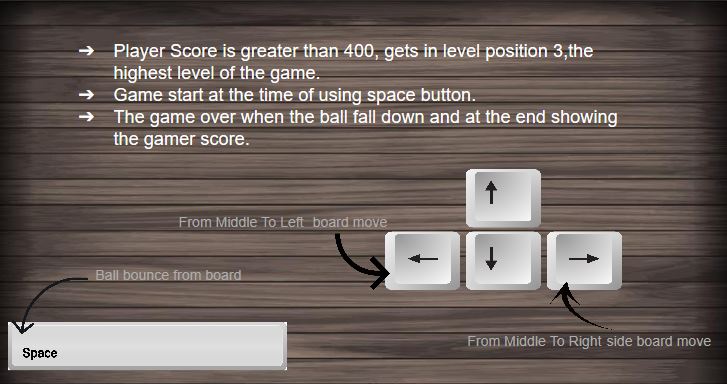 ➔ Player Score is greater than 400, gets in level position 3,the
highest level of the game.
➔ Game start at the time of using space button.
➔ The game over when the ball fall down and at the end showing
the gamer score.
↑
From Middle To Left board move
← ↓ →
Ball bounce from board
From Middle To Right side board move
Space